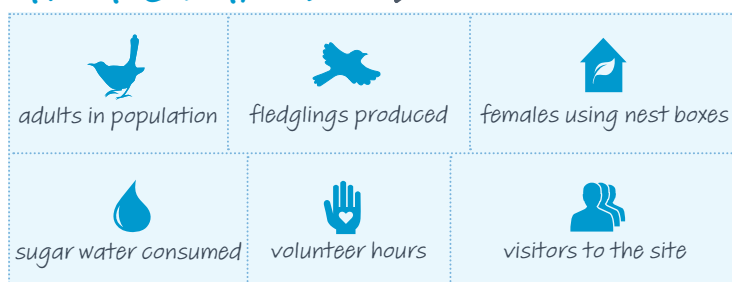 adults in population
fledglings produced
females using nest boxes
sugar water consumed
volunteer hours
visitors to the site